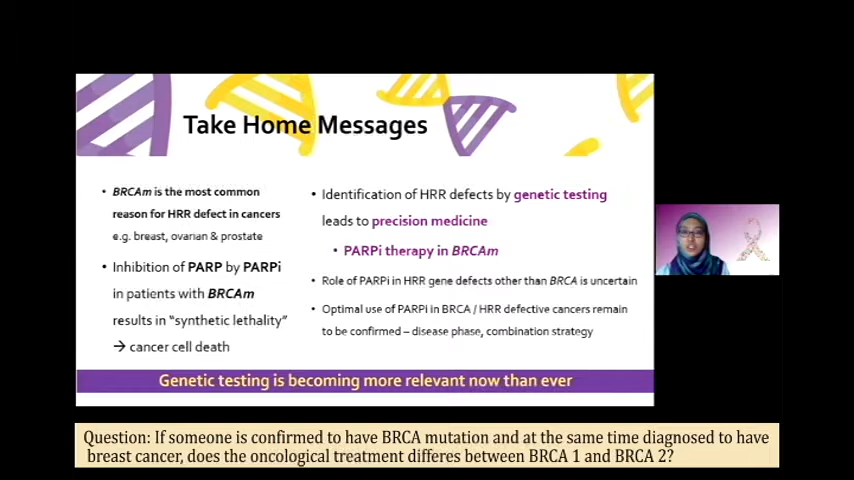 Take Home Messages
• BRCAm is the most common
reason for HRR defect in cancers
e.g. breast, ovarian & prostate
• Inhibition of PARP by PARPi
in patients with BRCAm
results in “synthetic lethality”
→ cancer cell death
• Identification of HRR defects by genetic testing
leads to precision medicine
• PARPi therapy in BRCAm
• Role of PARPi in HRR gene defects other than BRCA is uncertain
• Optimal use of PARPi in BRCA / HRR defective cancers remain
to be confirmed – disease phase, combination strategy
Genetic testing is becoming more relevant now than ever
Question: If someone is confirmed to have BRCA mutation and at the same time diagnosed to have
breast cancer, does the oncological treatment differes between BRCA 1 and BRCA 2?